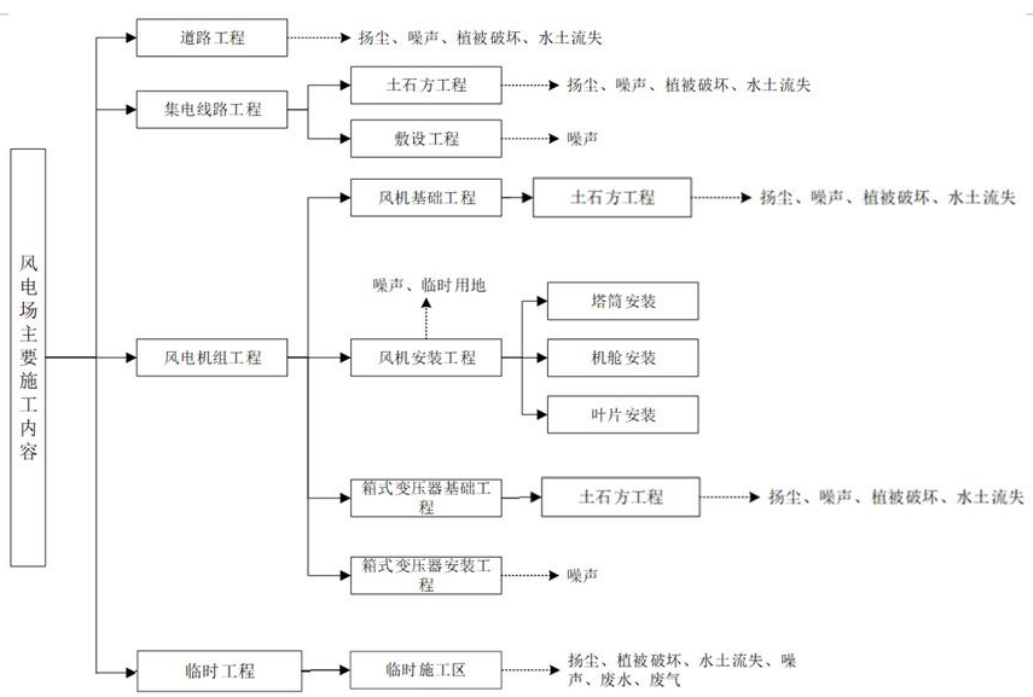 道路工程
扬尘、噪声、植被破坏、水土流失
集电线路工程
土石方工程
扬尘、噪声、植被破坏、水土流失
敷设工程
噪声
风电场主要施工内容
风电机组工程
风机基础工程
土石方工程
扬尘、噪声、植被破坏、水土流失
噪声、临时用地
风机安装工程
塔筒安装
机舱安装
叶片安装
箱式变压器基础工
程
土石方工程
扬尘、噪声、植被破坏、水土流失
箱式变压器安装工
程
噪声
临时工程
临时施工区
扬尘、植被破坏、水土流失、噪
声、废水、废气